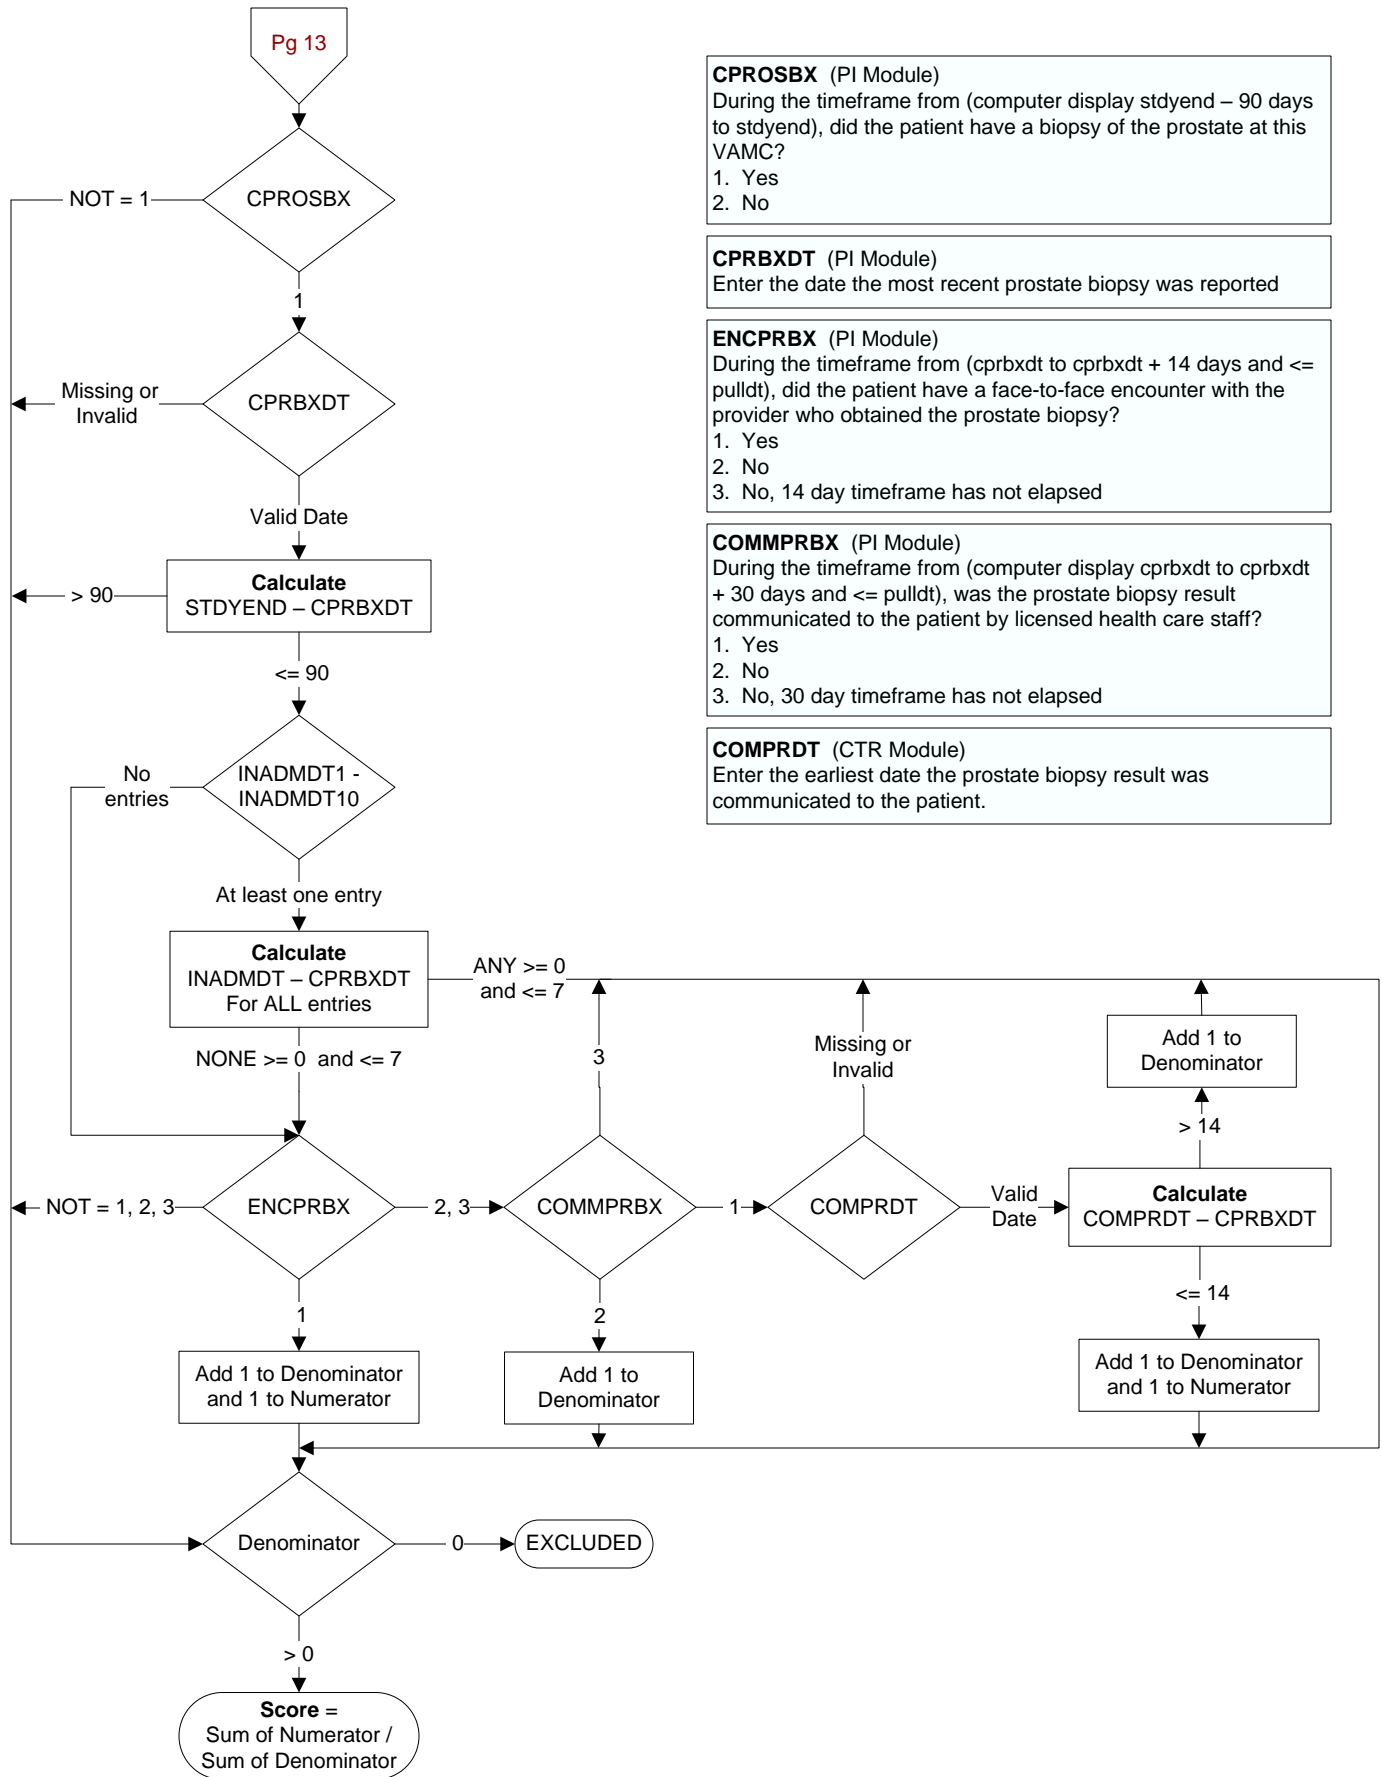 Pg 13
CPROSBX (PI Module)
During the timeframe from (computer display stdyend – 90 days
to stdyend), did the patient have a biopsy of the prostate at this
VAMC?
1. Yes
2. No
NOT = 1
CPROSBX
1
CPRBXDT (PI Module)
Enter the date the most recent prostate biopsy was reported
Missing or
Invalid
CPRBXDT
Valid Date
ENCPRBX (PI Module)
During the timeframe from (cprbxdt to cprbxdt + 14 days and <=
pulldt), did the patient have a face-to-face encounter with the
provider who obtained the prostate biopsy?
1. Yes
2. No
3. No, 14 day timeframe has not elapsed
COMMPRBX (PI Module)
During the timeframe from (computer display cprbxdt to cprbxdt
+ 30 days and <= pulldt), was the prostate biopsy result
communicated to the patient by licensed health care staff?
1. Yes
2. No
3. No, 30 day timeframe has not elapsed
> 90
Calculate
STDYEND – CPRBXDT
<= 90
COMPRDT (CTR Module)
Enter the earliest date the prostate biopsy result was
communicated to the patient.
No
entries
INADMDT1 -
INADMDT10
At least one entry
Calculate
INADMDT – CPRBXDT
For ALL entries
ANY >= 0
and <= 7
NONE >= 0 and <= 7
3
Missing or
Invalid
Add 1 to
Denominator
> 14
NOT = 1, 2, 3
ENCPRBX
2, 3
COMMPRBX
1
COMPRDT
Valid
Date
Calculate
COMPRDT – CPRBXDT
<= 14
1
2
Add 1 to Denominator
and 1 to Numerator
Add 1 to
Denominator
Add 1 to Denominator
and 1 to Numerator
Denominator
0
EXCLUDED
> 0
Score =
Sum of Numerator /
Sum of Denominator